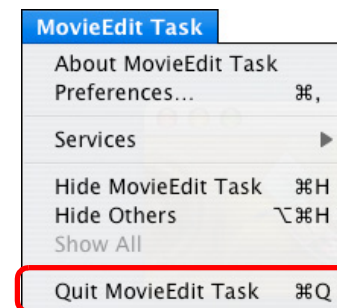 MovieEdit Task
About MovieEdit Task
Preferences... ⌘,
Services ▶
Hide MovieEdit Task ⌘H
Hide Others ⌥⌘H
Show All
Quit MovieEdit Task ⌘Q